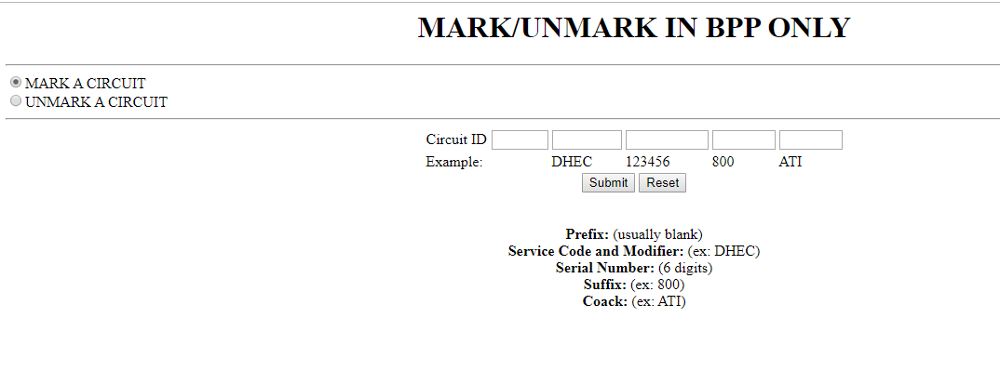 MARK/UNMARK IN BPP ONLY
MARK A CIRCUIT
UNMARK A CIRCUIT
Circuit ID
Example: DHEC 123456 800 ATI
Submit Reset
Prefix: (usually blank)
Service Code and Modifier: (ex: DHEC)
Serial Number: (6 digits)
Suffix: (ex: 800)
Coack: (ex: ATI)